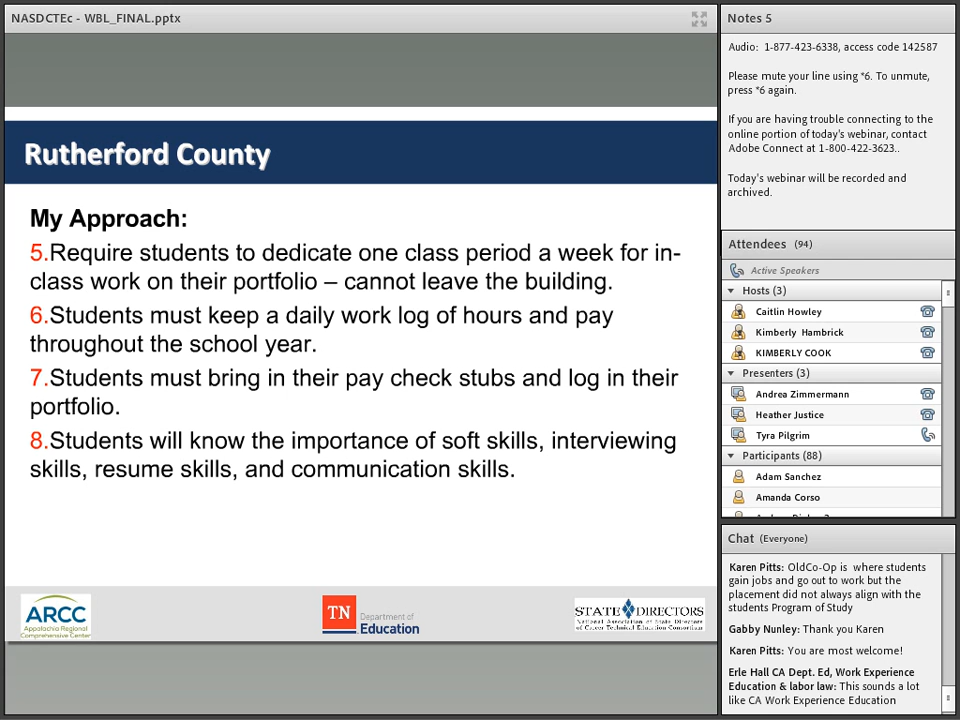 NASDCTEc - WBL_FINAL.pptx
Rutherford County
My Approach:
5.Require students to dedicate one class period a week for in-
class work on their portfolio – cannot leave the building.
6.Students must keep a daily work log of hours and pay
throughout the school year.
7.Students must bring in their pay check stubs and log in their
portfolio.
8.Students will know the importance of soft skills, interviewing
skills, resume skills, and communication skills.
ARCC
Appalachia Regional
Comprehensive Center
TN
Department of
Education
STATE DIRECTORS
National Association of State Directors
of Career Technical Education Consortium
Notes 5
Audio: 1-877-423-6338, access code 142587
Please mute your line using *6. To unmute,
press *6 again.
If you are having trouble connecting to the
online portion of today's webinar, contact
Adobe Connect at 1-800-422-3623..
Today's webinar will be recorded and
archived.
Attendees (94)
Active Speakers
Hosts (3)
Caitlin Howley
Kimberly Hambrick
KIMBERLY COOK
Presenters (3)
Andrea Zimmermann
Heather Justice
Tyra Pilgrim
Participants (88)
Adam Sanchez
Amanda Corso
Chat (Everyone)
Karen Pitts: OldCo-Op is where students
gain jobs and go out to work but the
placement did not always align with the
students Program of Study
Gabby Nunley: Thank you Karen
Karen Pitts: You are most welcome!
Erle Hall CA Dept. Ed, Work Experience
Education & labor law: This sounds a lot
like CA Work Experience Education